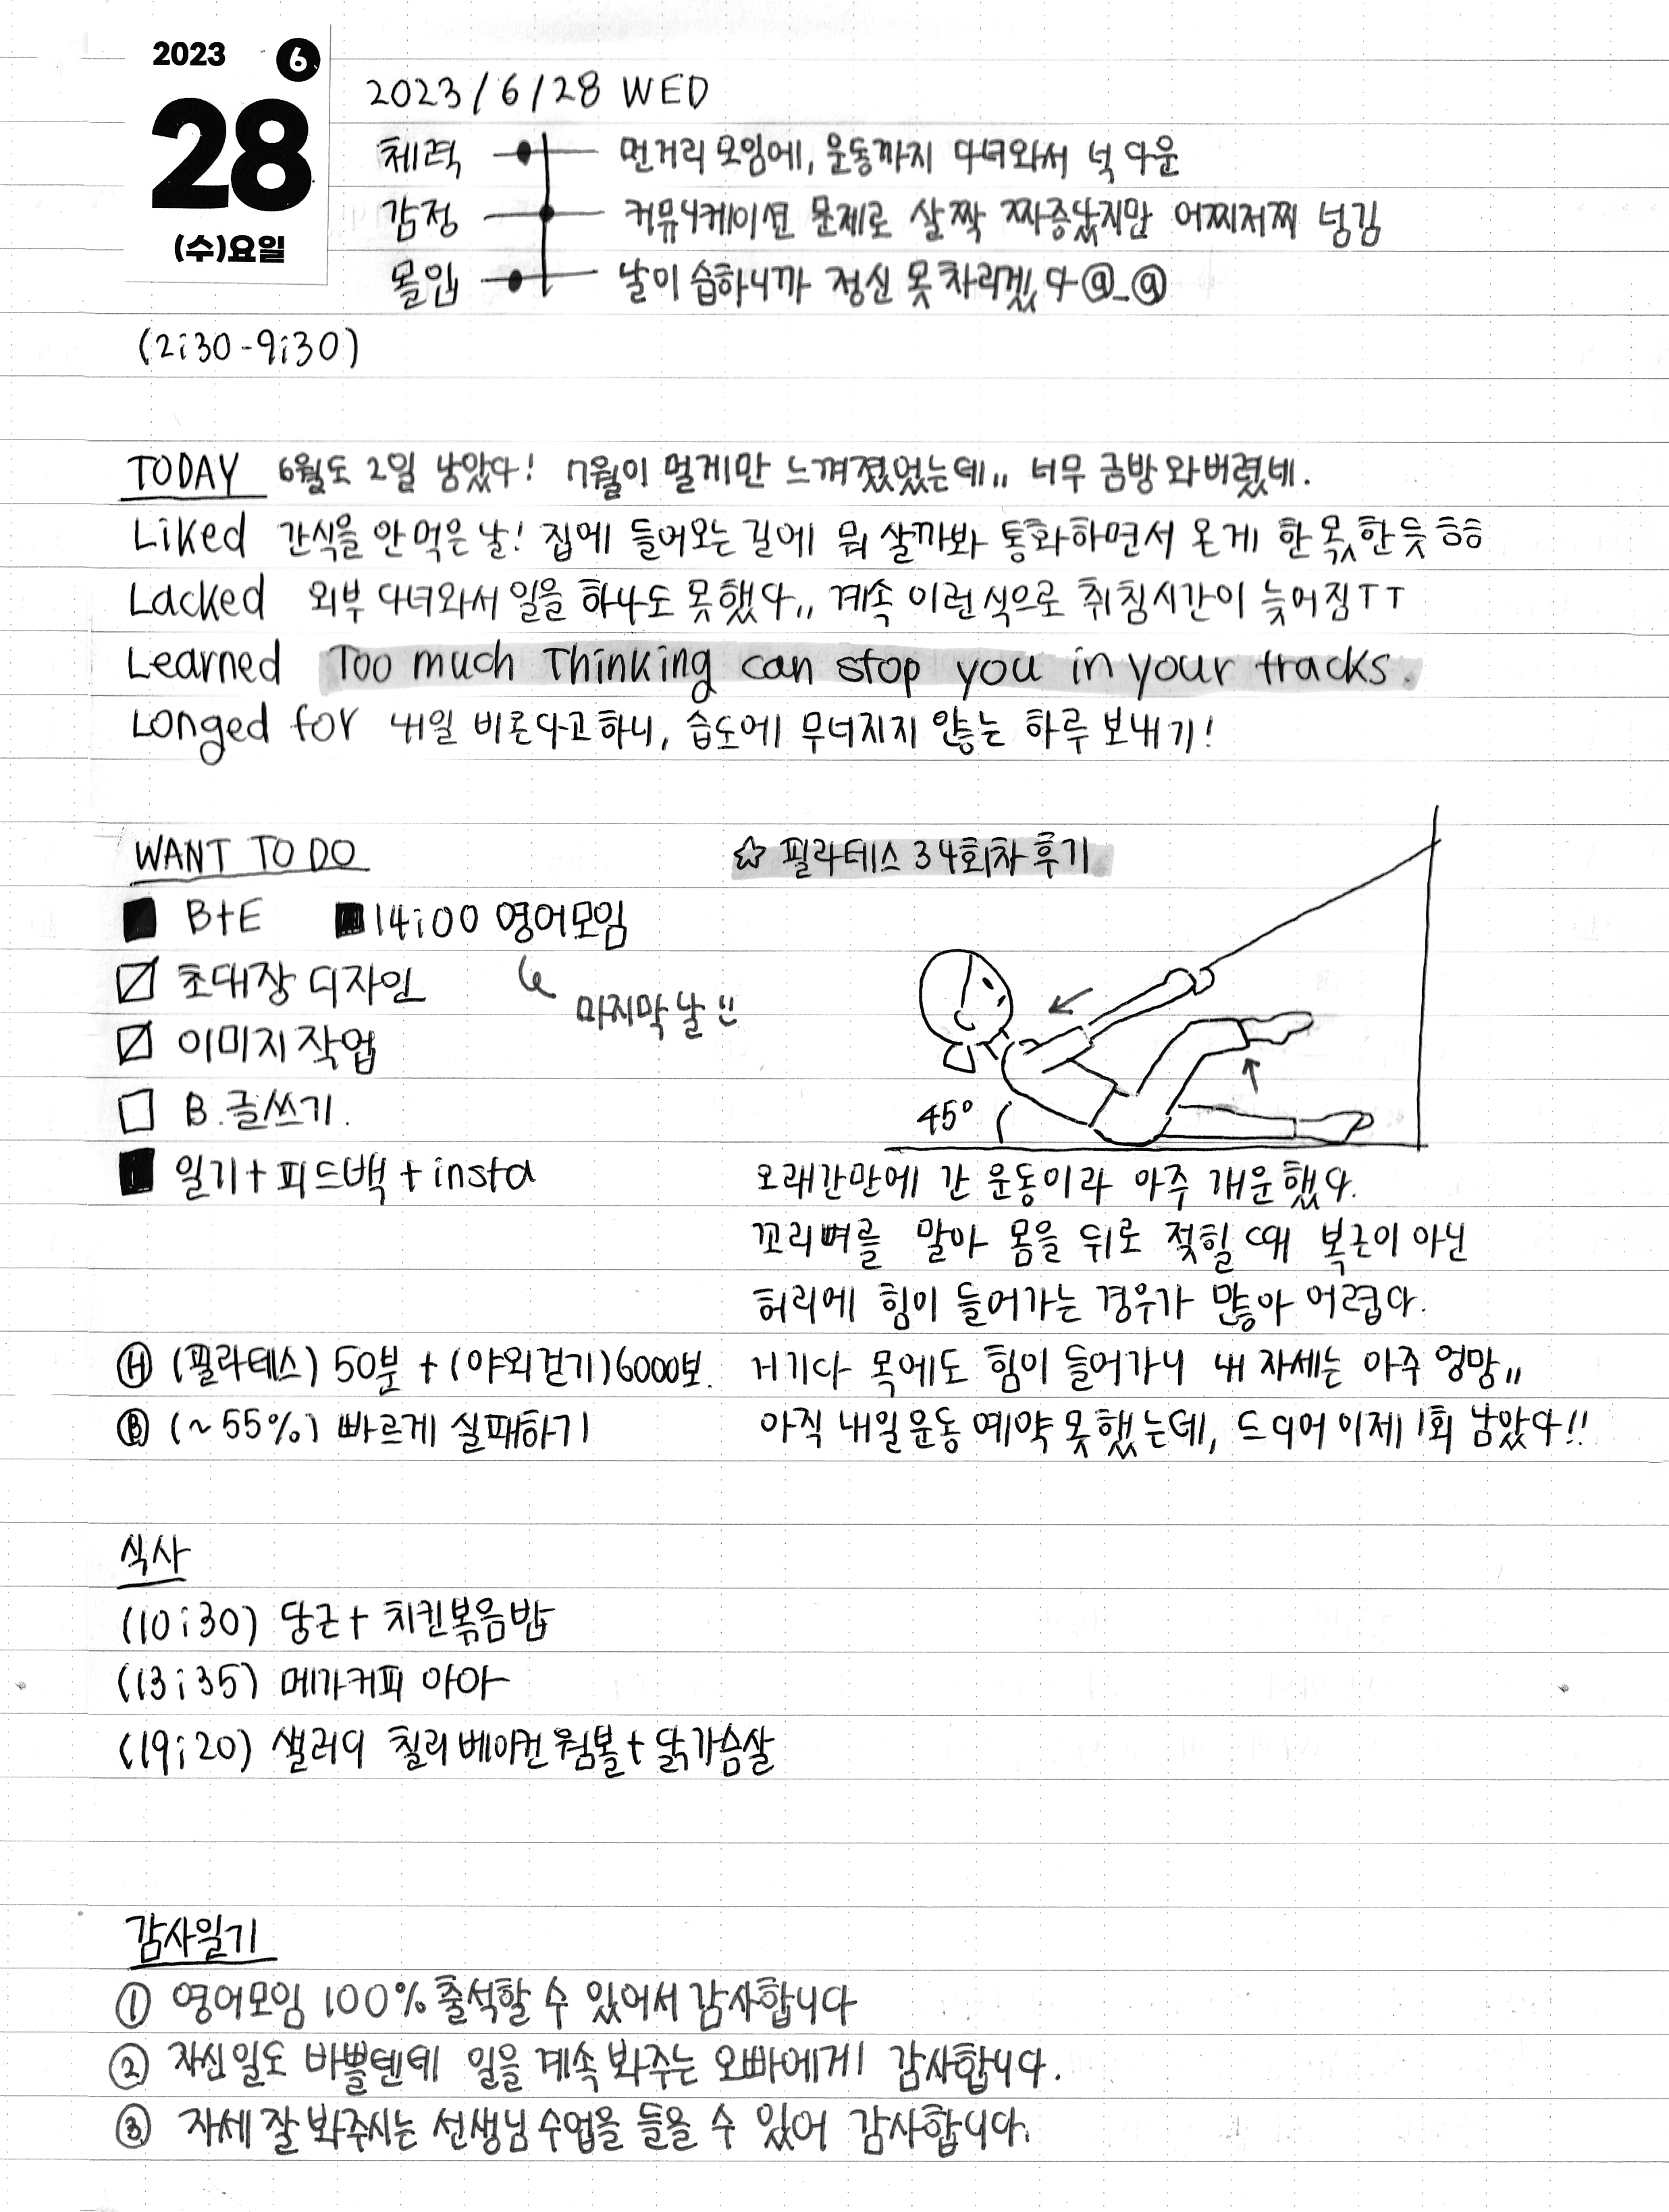 2023 6
28
(수)요일
2023/6/28 WED
체력 먼거리 모임에, 운동까지 다녀와서 넉 다운
감정 커뮤니케이션 문제로 살짝 짜증났지만 어찌저찌 넘김
몰입 날이 습하니까 정신 못 차리겠다@_@
(2:30-9:30)
TODAY 6월도 2일 남았다! 7월이 멀게만 느껴졌었는데,, 너무 금방 와버렸네.
Liked 간식을 안 먹은 날! 집에 들어오는 길에 뭐 살까봐 통화하면서 온게 한 몫 한 듯 ㅎㅎ
Lacked 외부 다녀와서 일을 하나도 못했다,, 계속 이런식으로 취침시간이 늦어짐ㅜㅜ
Learned Too much Thinking can stop you in your tracks.
Longed for 내일 비온다고하니, 습도에 무너지지 않는 하루 보내기!
WANT TO DO
B+E 14:00 영어모임
초대장 디자인 마지막 날!!
이미지 작업
B.글쓰기.
일기+피드백+insta
☆ 필라테스 34회차 후기
45°
오래간만에 간 운동이라 아주 개운했다.
꼬리뼈를 말아 몸을 뒤로 젖힐 때 복근이 아닌
허리에 힘이 들어가는 경우가 많아 어렵다.
거기다 목에도 힘이 들어가니 내 자세는 아주 엉망,,
아직 내일 운동 예약 못했는데, 드디어 이제 1회 남았다!!
Ⓗ (필라테스) 50분 + (야외걷기)6000보.
Ⓑ (~55%) 빠르게 실패하기
식사
(10:30) 당근+ 치킨볶음밥
(13:35) 메가커피 아아
(19:20) 샐러디 칠리베이컨 웜볼+ 닭가슴살
감사일기
① 영어모임 100% 출석할 수 있어서 감사합니다
② 자신일도 바쁠텐데 일을 계속 봐주는 오빠에게 감사합니다.
③ 자세 잘 봐주시는 선생님 수업을 들을 수 있어 감사합니다.